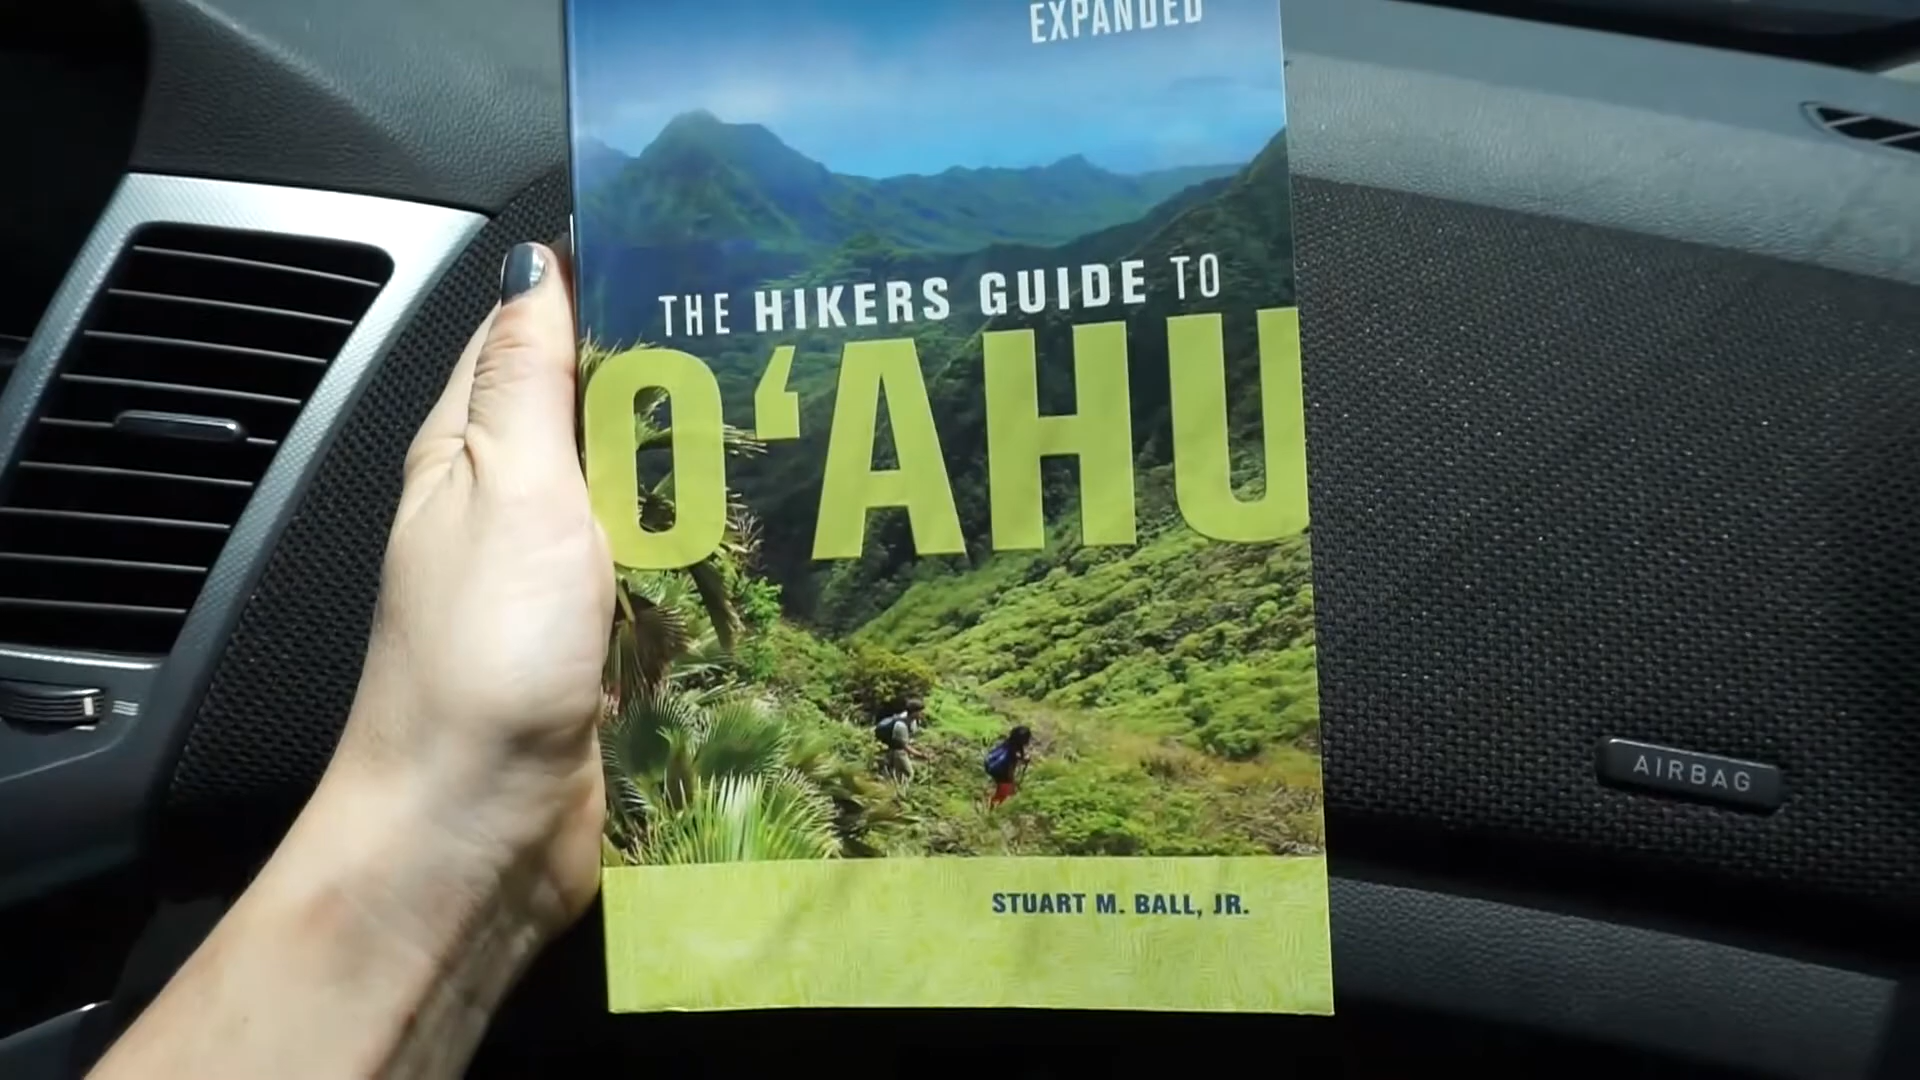 EXPANDED
THE HIKERS GUIDE TO
O‘AHU
STUART M. BALL, JR.
AIRBAG